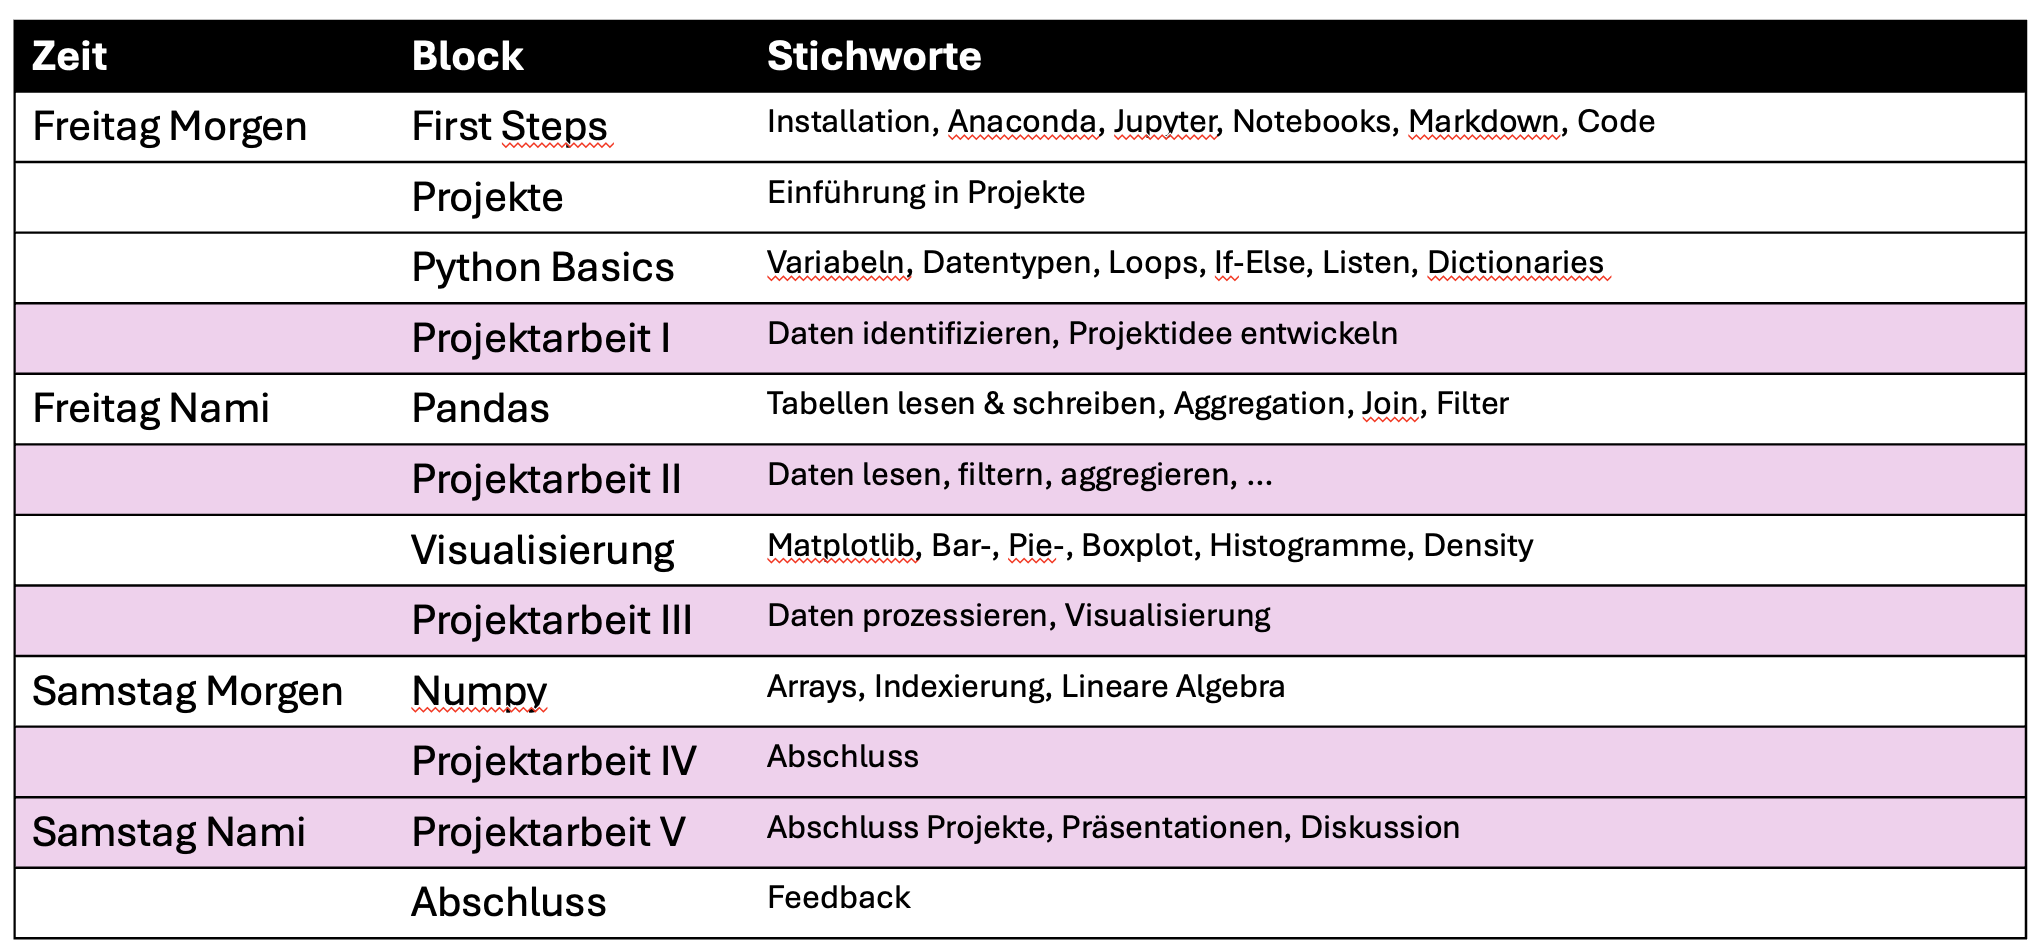 Zeit Block Stichworte
Freitag Morgen First Steps Installation, Anaconda, Jupyter, Notebooks, Markdown, Code
Projekte Einführung in Projekte
Python Basics Variabeln, Datentypen, Loops, If-Else, Listen, Dictionaries
Projektarbeit I Daten identifizieren, Projektidee entwickeln
Freitag Nami Pandas Tabellen lesen & schreiben, Aggregation, Join, Filter
Projektarbeit II Daten lesen, filtern, aggregieren, ...
Visualisierung Matplotlib, Bar-, Pie-, Boxplot, Histogramme, Density
Projektarbeit III Daten prozessieren, Visualisierung
Samstag Morgen Numpy Arrays, Indexierung, Lineare Algebra
Projektarbeit IV Abschluss
Samstag Nami Projektarbeit V Abschluss Projekte, Präsentationen, Diskussion
Abschluss Feedback